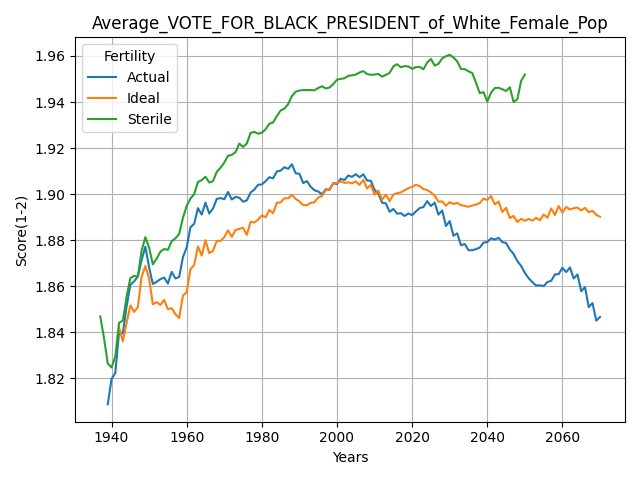 Average_VOTE_FOR_BLACK_PRESIDENT_of_White_Female_Pop
Fertility
Actual
Ideal
Sterile
Score(1-2)
1.96
1.94
1.92
1.90
1.88
1.86
1.84
1.82
1940 1960 1980 2000 2020 2040 2060
Years